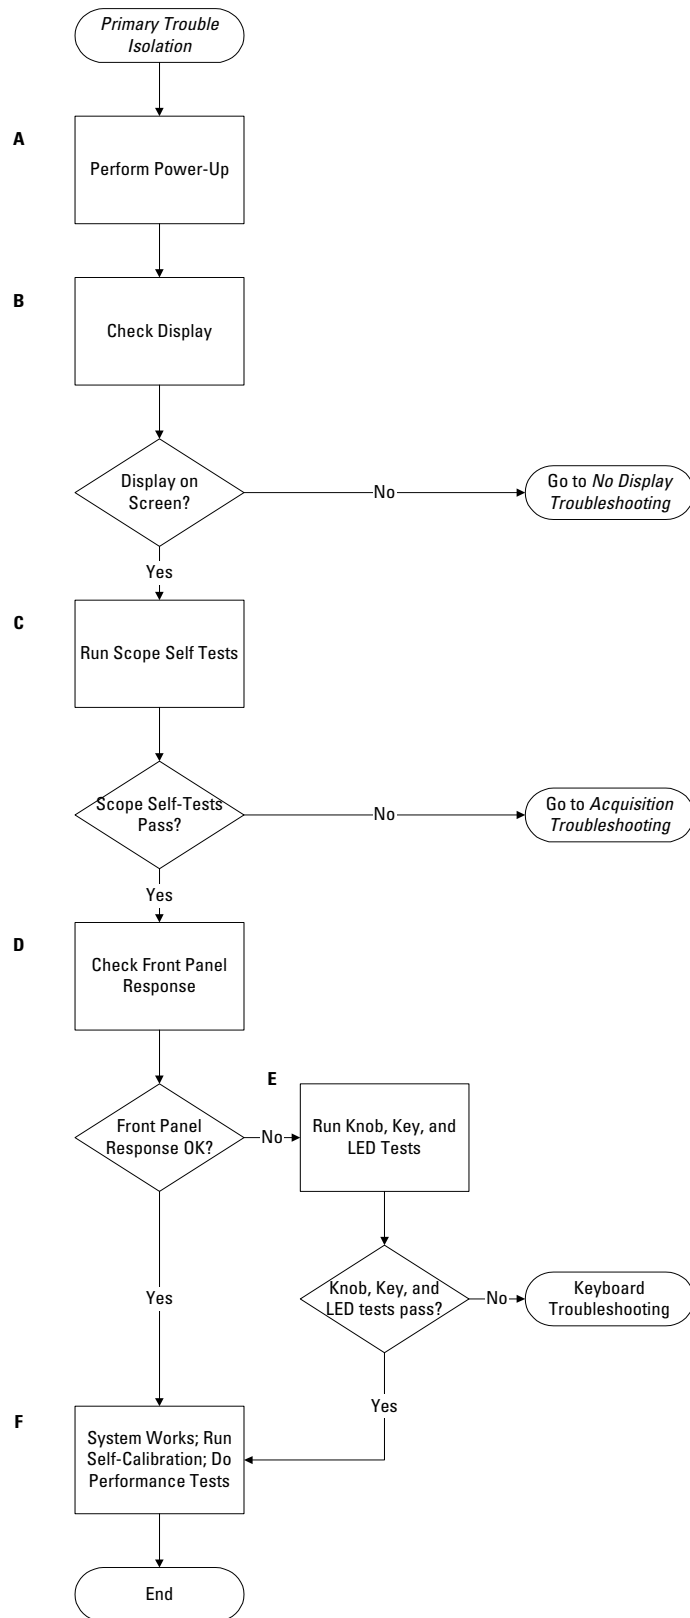 Primary Trouble
Isolation
A
Perform Power-Up
B
Check Display
Display on
Screen?
No
Go to No Display
Troubleshooting
Yes
C
Run Scope Self Tests
Scope Self-Tests
Pass?
No
Go to Acquisition
Troubleshooting
Yes
D
Check Front Panel
Response
E
Front Panel
Response OK?
No
Run Knob, Key, and
LED Tests
Yes
Knob, Key, and
LED tests pass?
No
Keyboard
Troubleshooting
Yes
F
System Works; Run
Self-Calibration; Do
Performance Tests
End